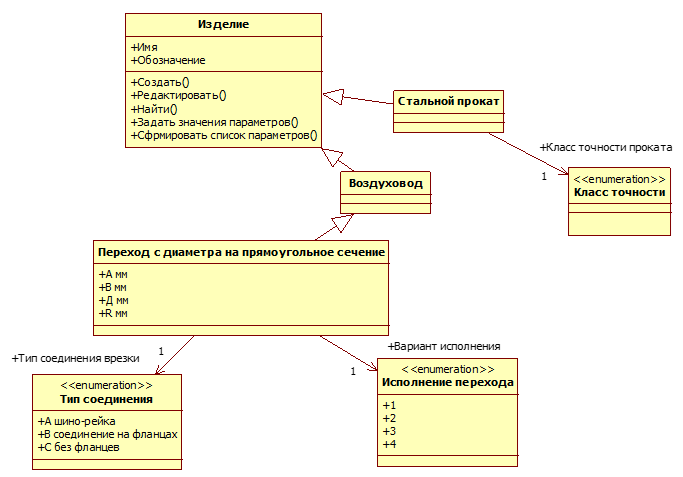 Изделие
+Имя
+Обозначение
+Создать()
+Редактировать()
+Найти()
+Задать значения параметров()
+Сфрмировать список параметров()
Стальной прокат
+Класс точности проката
1
<<enumeration>>
Класс точности
Воздуховод
Переход с диаметра на прямоугольное сечение
+А мм
+В мм
+Д мм
+R мм
+Тип соединения врезки
1
+Вариант исполнения
1
<<enumeration>>
Тип соединения
+А шино-рейка
+В соединение на фланцах
+С без фланцев
<<enumeration>>
Исполнение перехода
+1
+2
+3
+4